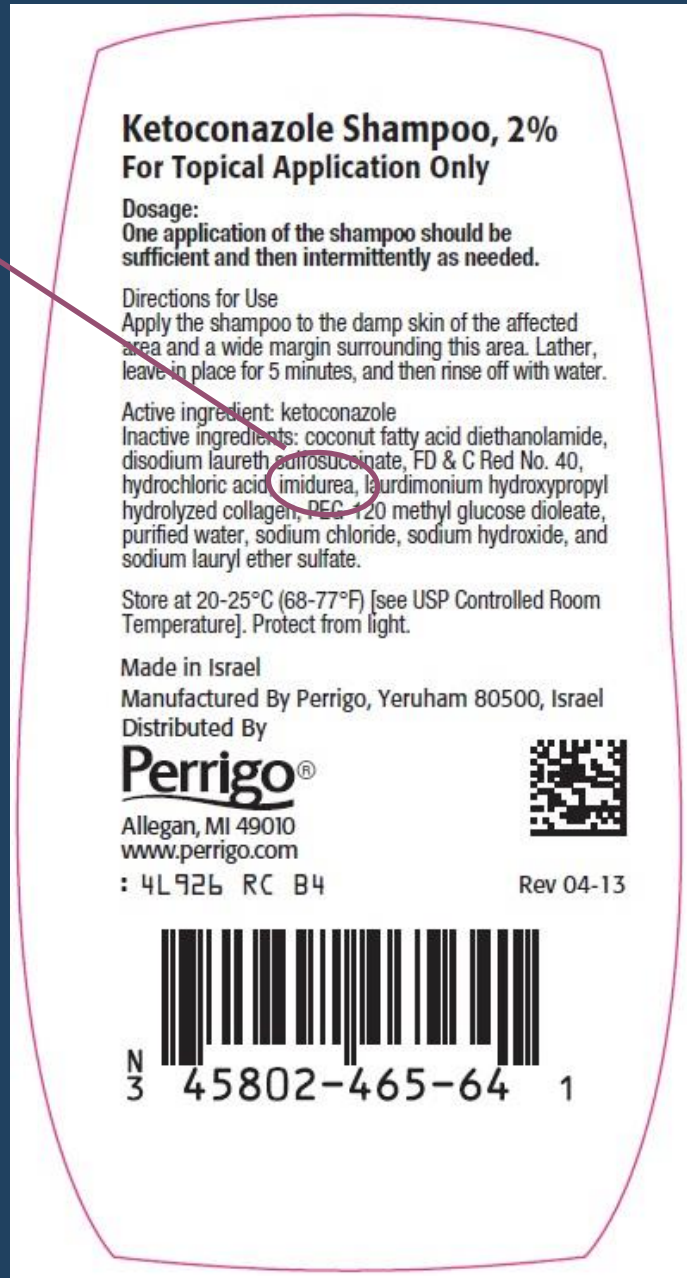 Ketoconazole Shampoo, 2%
For Topical Application Only
Dosage:
One application of the shampoo should be
sufficient and then intermittently as needed.
Directions for Use
Apply the shampoo to the damp skin of the affected
area and a wide margin surrounding this area. Lather,
leave in place for 5 minutes, and then rinse off with water.
Active ingredient: ketoconazole
Inactive ingredients: coconut fatty acid diethanolamide,
disodium laureth sulfosuccinate, FD & C Red No. 40,
hydrochloric acid, imidurea, laurdimonium hydroxypropyl
hydrolyzed collagen, PEG-120 methyl glucose dioleate,
purified water, sodium chloride, sodium hydroxide, and
sodium lauryl ether sulfate.
Store at 20-25°C (68-77°F) [see USP Controlled Room
Temperature]. Protect from light.
Made in Israel
Manufactured By Perrigo, Yeruham 80500, Israel
Distributed By
Perrigo®
Allegan, MI 49010
www.perrigo.com
: 4L926 RC B4 Rev 04-13
N
3 45802-465-64 1